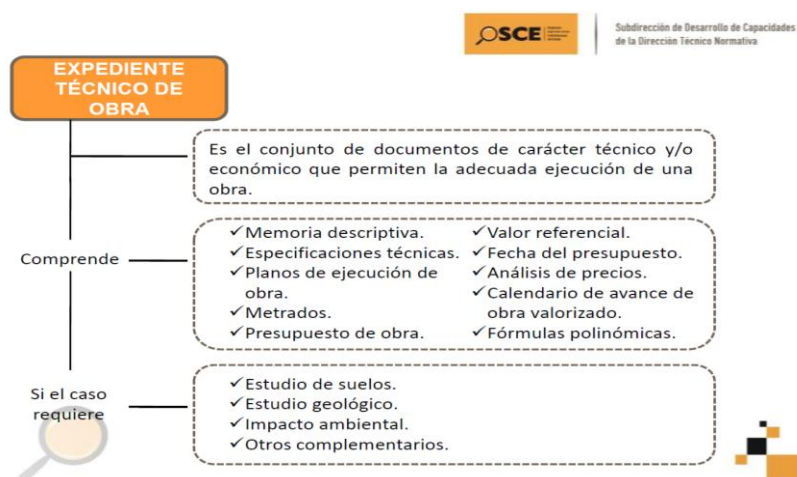 OSCE
Subdirección de Desarrollo de Capacidades
de la Dirección Técnico Normativa
EXPEDIENTE
TÉCNICO DE
OBRA
Es el conjunto de documentos de carácter técnico y/o
económico que permiten la adecuada ejecución de una
obra.
Comprende
✓Memoria descriptiva.
✓Especificaciones técnicas.
✓Planos de ejecución de
obra.
✓Metrados.
✓Presupuesto de obra.
✓Valor referencial.
✓Fecha del presupuesto.
✓Análisis de precios.
✓Calendario de avance de
obra valorizado.
✓Fórmulas polinómicas.
Si el caso
requiere
✓Estudio de suelos.
✓Estudio geológico.
✓Impacto ambiental.
✓Otros complementarios.